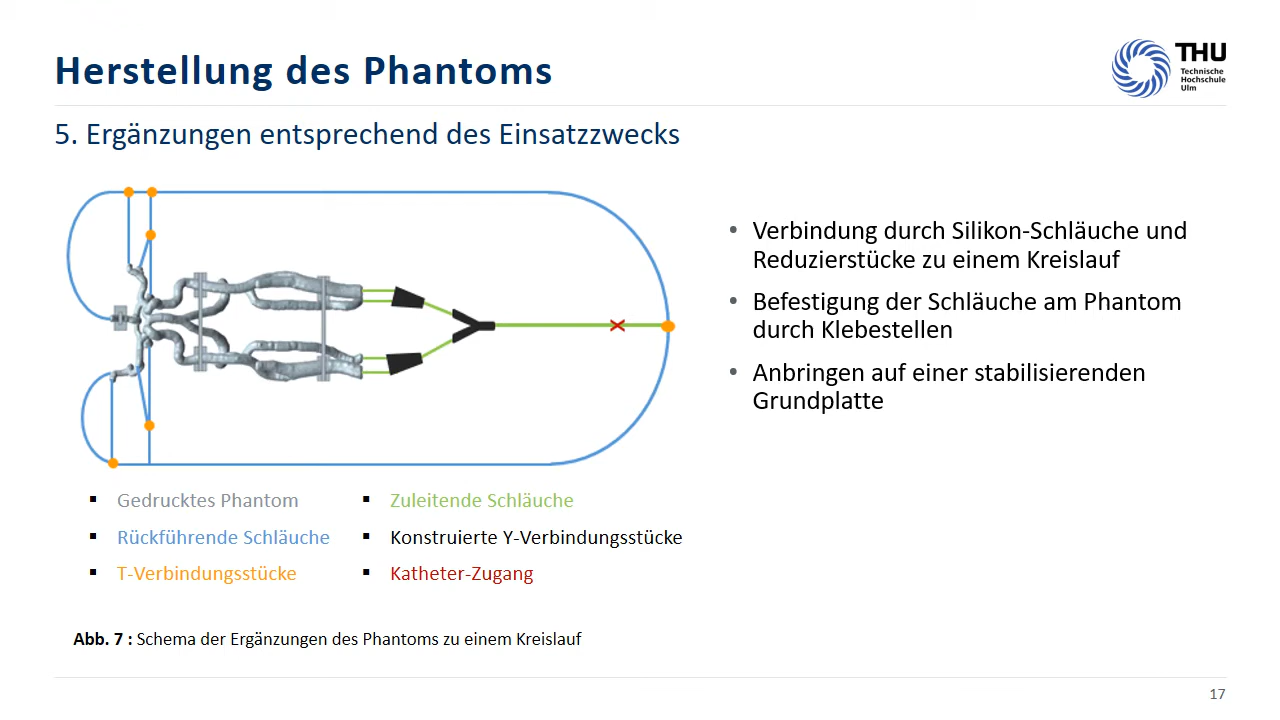 Herstellung des Phantoms
THU
Technische
Hochschule
Ulm
5. Ergänzungen entsprechend des Einsatzzwecks
• Verbindung durch Silikon-Schläuche und
Reduzierstücke zu einem Kreislauf
• Befestigung der Schläuche am Phantom
durch Klebestellen
• Anbringen auf einer stabilisierenden
Grundplatte
▪ Gedrucktes Phantom
▪ Rückführende Schläuche
▪ T-Verbindungsstücke
▪ Zuleitende Schläuche
▪ Konstruierte Y-Verbindungsstücke
▪ Katheter-Zugang
Abb. 7 : Schema der Ergänzungen des Phantoms zu einem Kreislauf
17